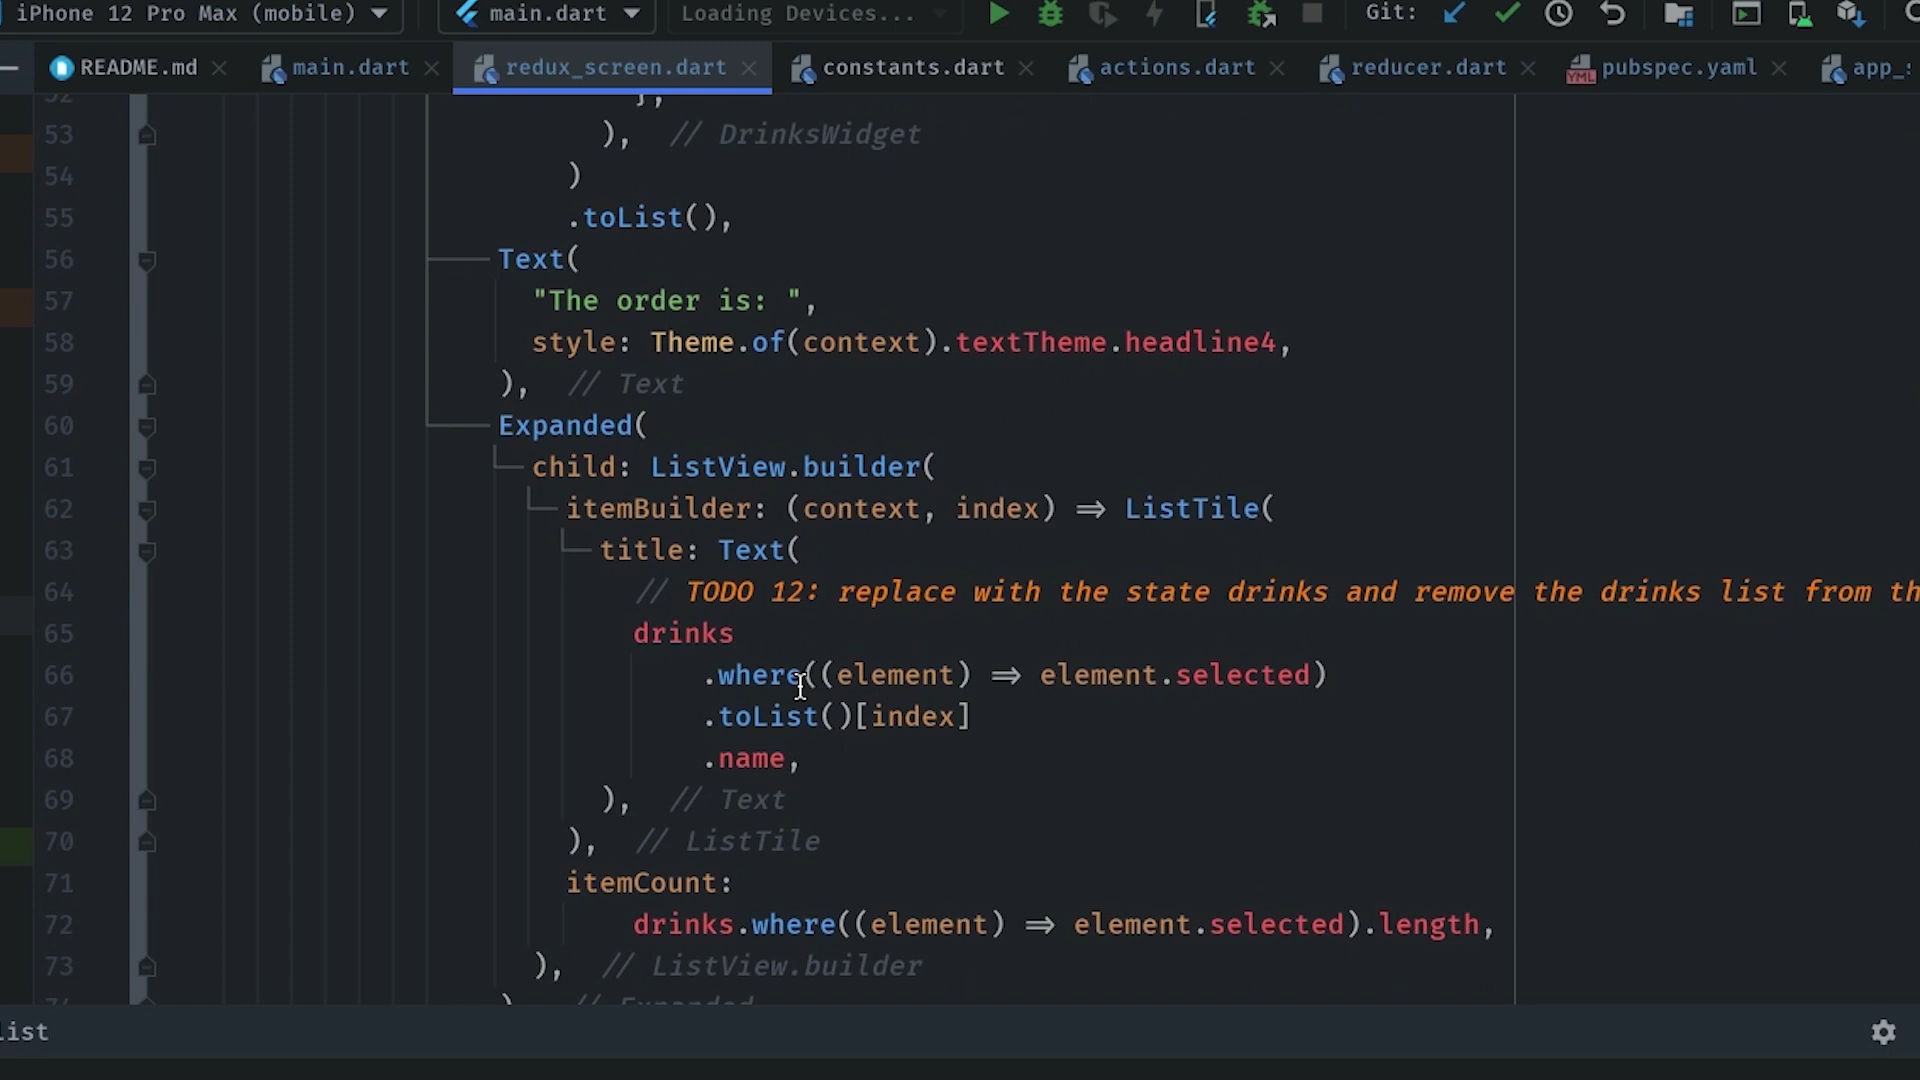 iPhone 12 Pro Max (mobile) main.dart Loading Devices... Git:
README.md main.dart redux_screen.dart constants.dart actions.dart reducer.dart pubspec.yaml
53 ), // DrinksWidget
54 )
55 .toList(),
56 Text(
57 "The order is: ",
58 style: Theme.of(context).textTheme.headline4,
59 ), // Text
60 Expanded(
61 child: ListView.builder(
62 itemBuilder: (context, index) => ListTile(
63 title: Text(
64 // TODO 12: replace with the state drinks and remove the drinks list from th
65 drinks
66 .where((element) => element.selected)
67 .toList()[index]
68 .name,
69 ), // Text
70 ), // ListTile
71 itemCount:
72 drinks.where((element) => element.selected).length,
73 ), // ListView.builder
), // Expanded
list